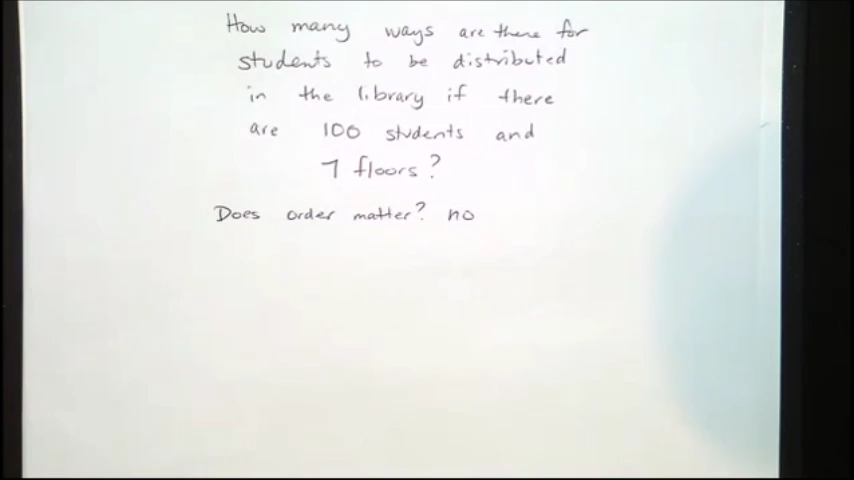 How many ways are there for
students to be distributed
in the library if there
are 100 students and
7 floors?
Does order matter? no